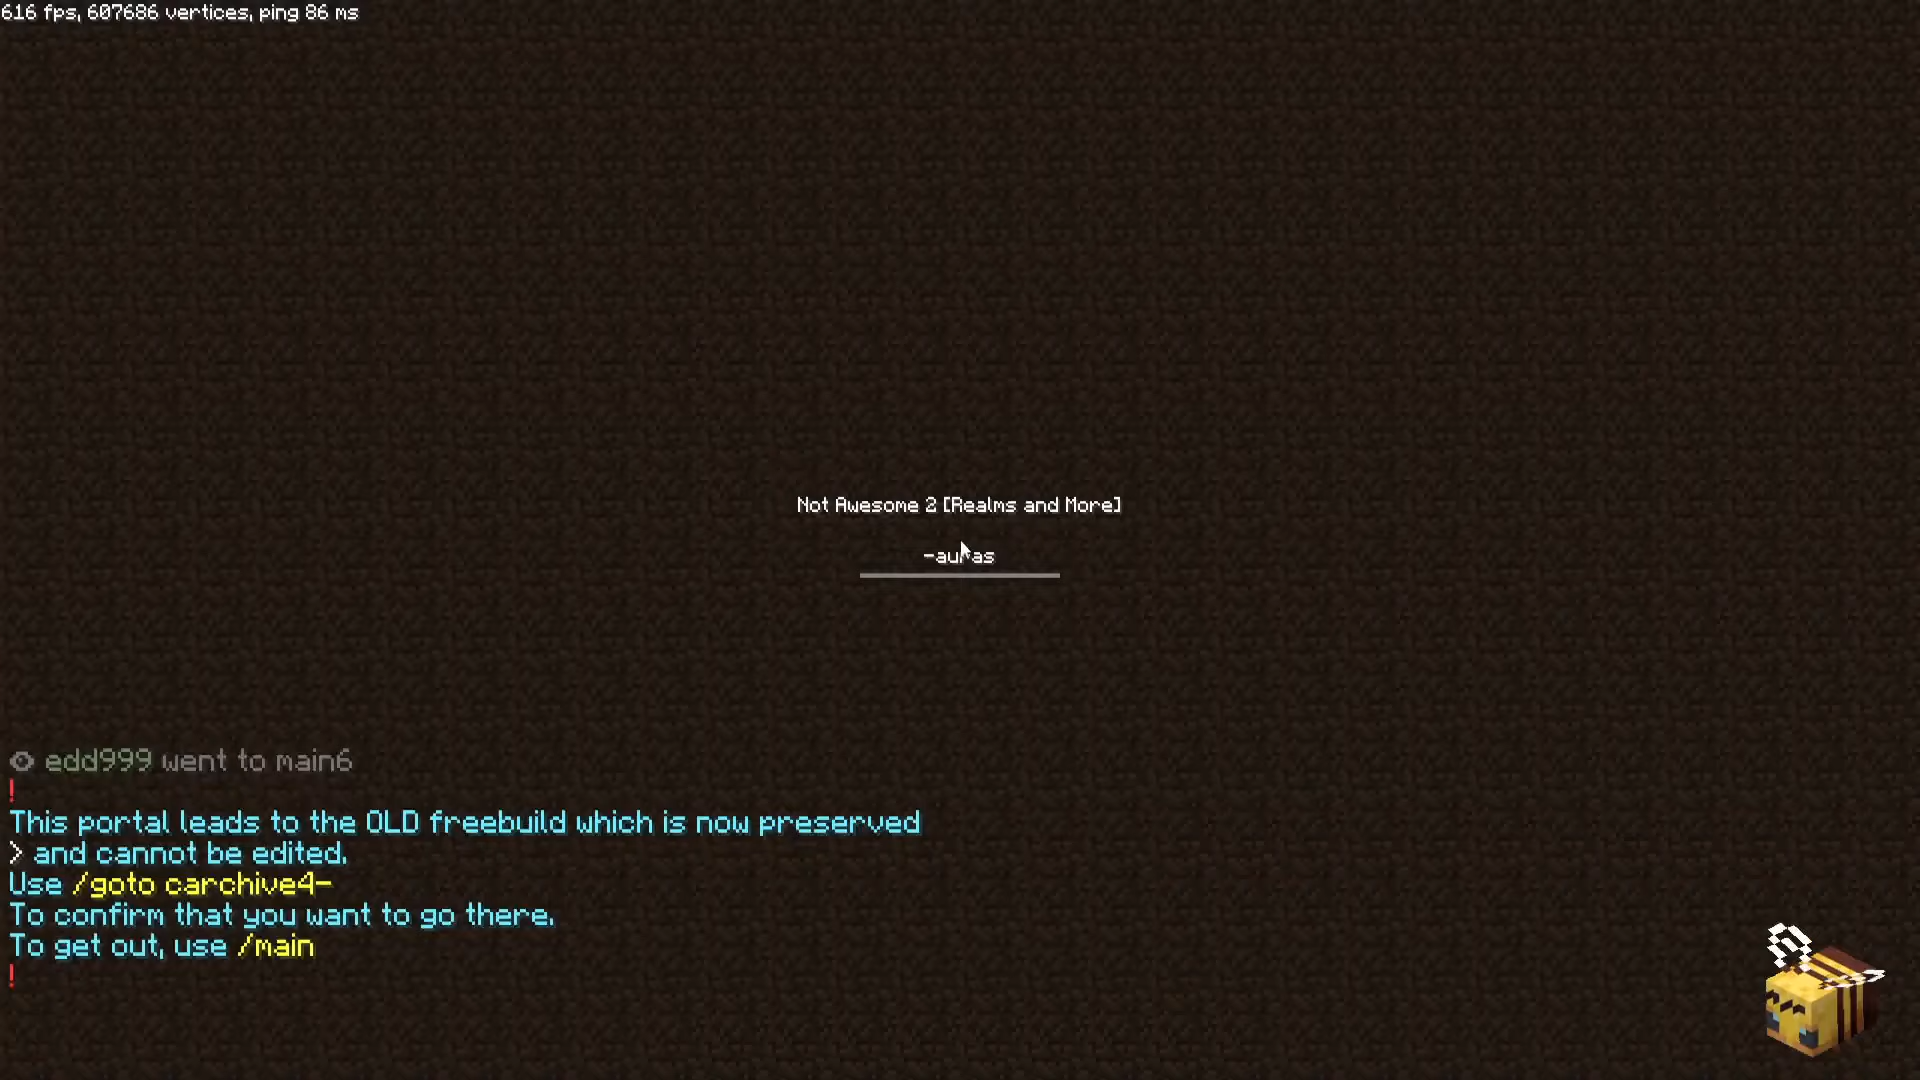 616 fps, 607686 vertices, ping 86 ms
Not Awesome 2 [Realms and More]
edd999 went to main6
!
This portal leads to the OLD freebuild which is now preserved
> and cannot be edited.
Use /goto carchive4-
To confirm that you want to go there.
To get out, use /main
!